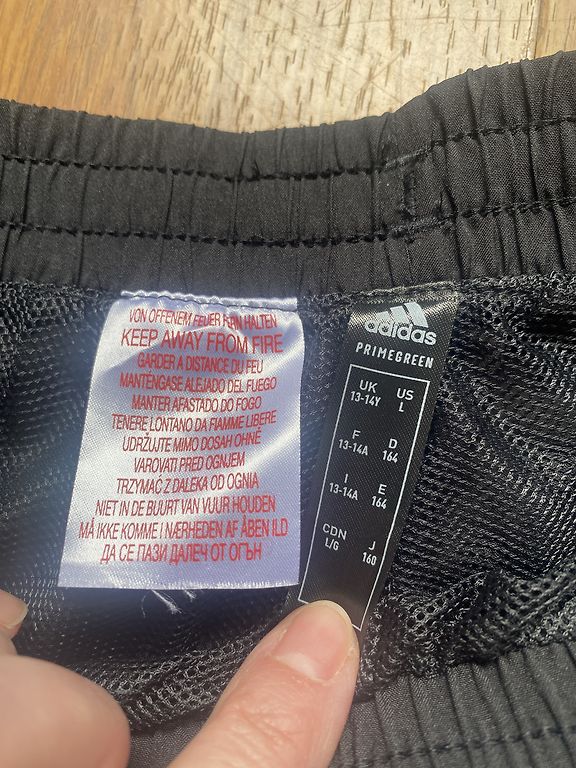 VON OFFENEM FEUER FERN HALTEN
KEEP AWAY FROM FIRE
GARDER A DISTANCE DU FEU
MANTÉNGASE ALEJADO DEL FUEGO
MANTER AFASTADO DO FOGO
TENERE LONTANO DA FIAMME LIBERE
UDRŽUJTE MIMO DOSAH OHNĚ
VAROVATI PRED OGNJEM
TRZYMAĆ Z DALEKA OD OGNIA
NIET IN DE BUURT VAN VUUR HOUDEN
MÅ IKKE KOMME I NÆRHEDEN AF ÅBEN ILD
ДА СЕ ПАЗИ ДАЛЕЧ ОТ ОГЪН
adidas
PRIMEGREEN
UK US
13-14Y L
F D
13-14A 164
I E
13-14A 164
CDN J
L/G 160